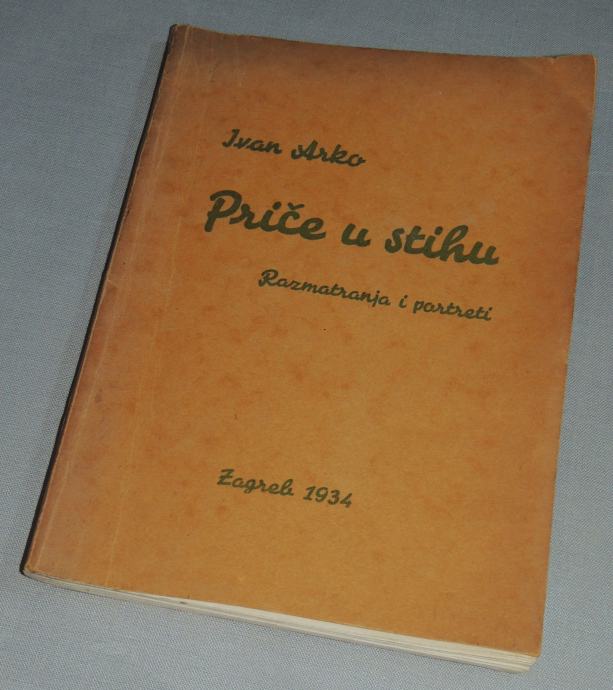 Ivan Arko
Priče u stihu
Razmatranja i portreti
Zagreb 1934